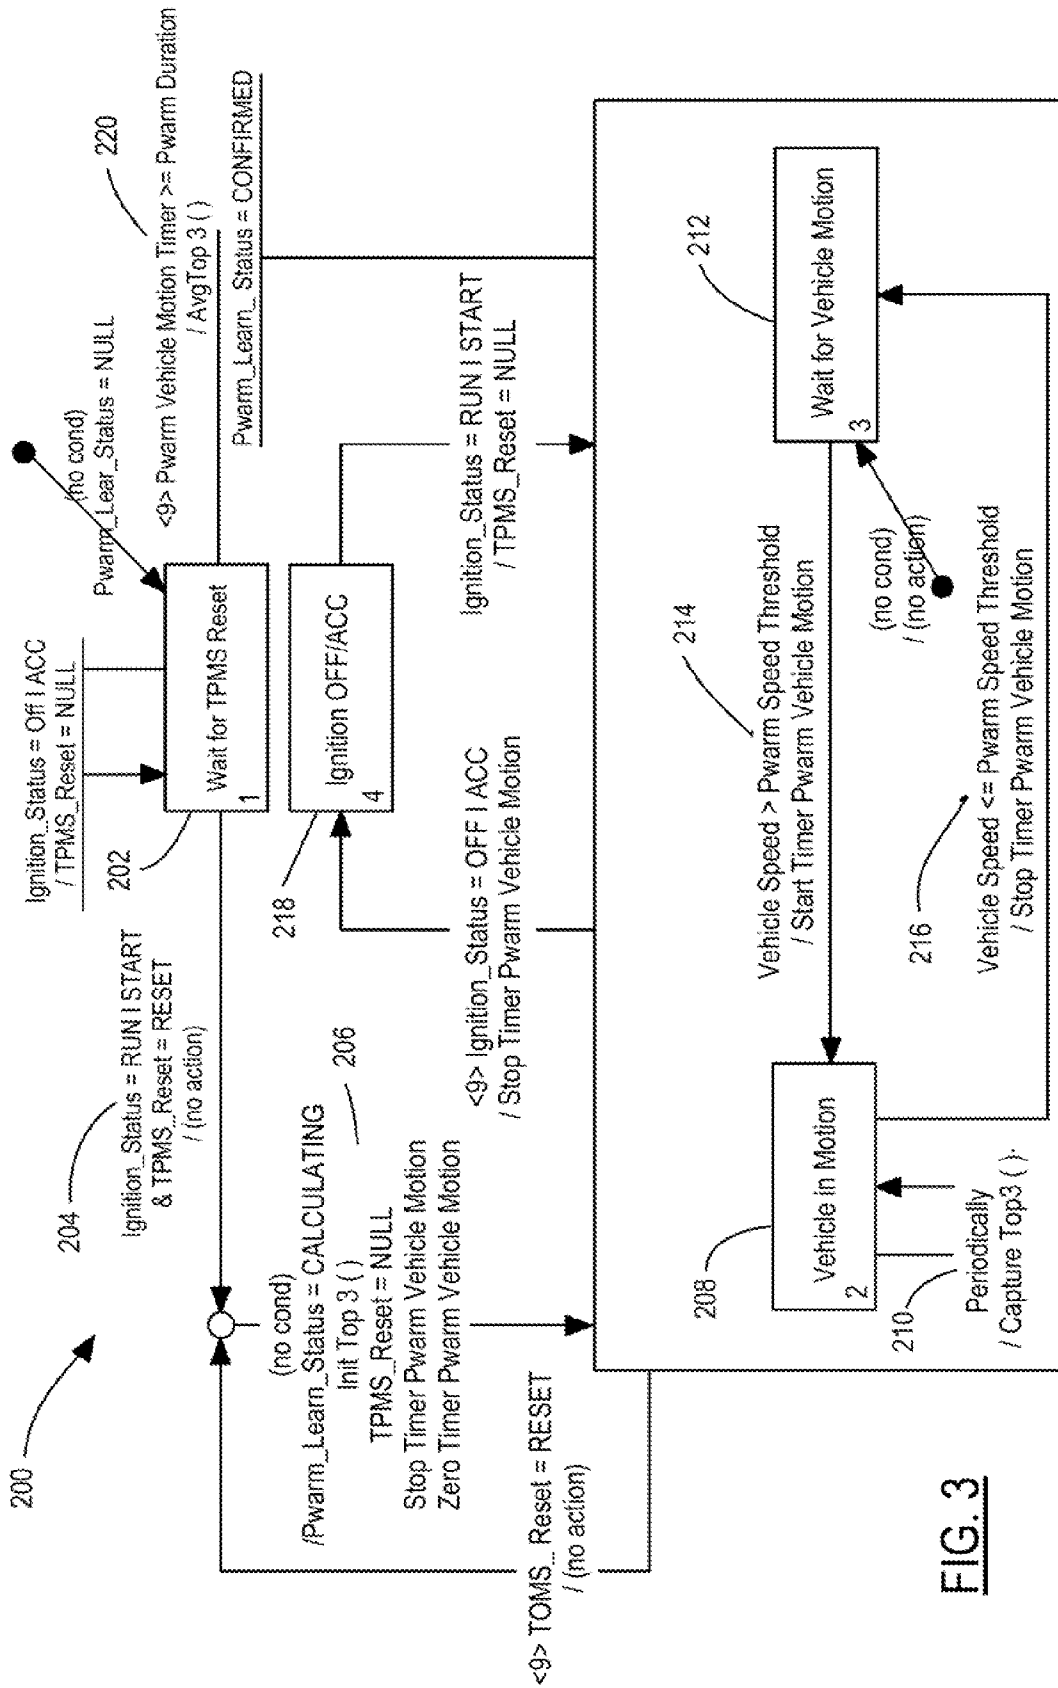 200
204
Ignition_Status = RUN I START
& TPMS_Reset = RESET
/ (no action)
Ignition_Status = Off I ACC
/ TPMS_Reset = NULL
202
(no cond)
Pwarm_Lear_Status = NULL
220
<9> Pwarm Vehicle Motion Timer >= Pwarm Duration
/ AvgTop 3 ( )
Pwarm_Learn_ Status = CONFIRMED
Wait for TPMS Reset
1
(no cond)
/Pwarm_Learn_Status = CALCULATING
Init Top 3 ( )
TPMS_Reset = NULL
Stop Timer Pwarm Vehicle Motion
Zero Timer Pwarm Vehicle Motion
206
218
Ignition OFF/ACC
4
<9> Ignition_Status = OFF I ACC
/ Stop Timer Pwarm Vehicle Motion
Ignition_Status = RUN I START
/ TPMS_Reset = NULL
<9> TOMS_ Reset = RESET
/ (no action)
208
Vehicle in Motion
2
210
Periodically
/ Capture Top3 ( ).
214
Vehicle Speed > Pwarm Speed Threshold
/ Start Timer Pwarm Vehicle Motion
212
Wait for Vehicle Motion
3
(no cond)
/ (no action)
216
Vehicle Speed <= Pwarm Speed Threshold
/ Stop Timer Pwarm Vehicle Motion
FIG. 3